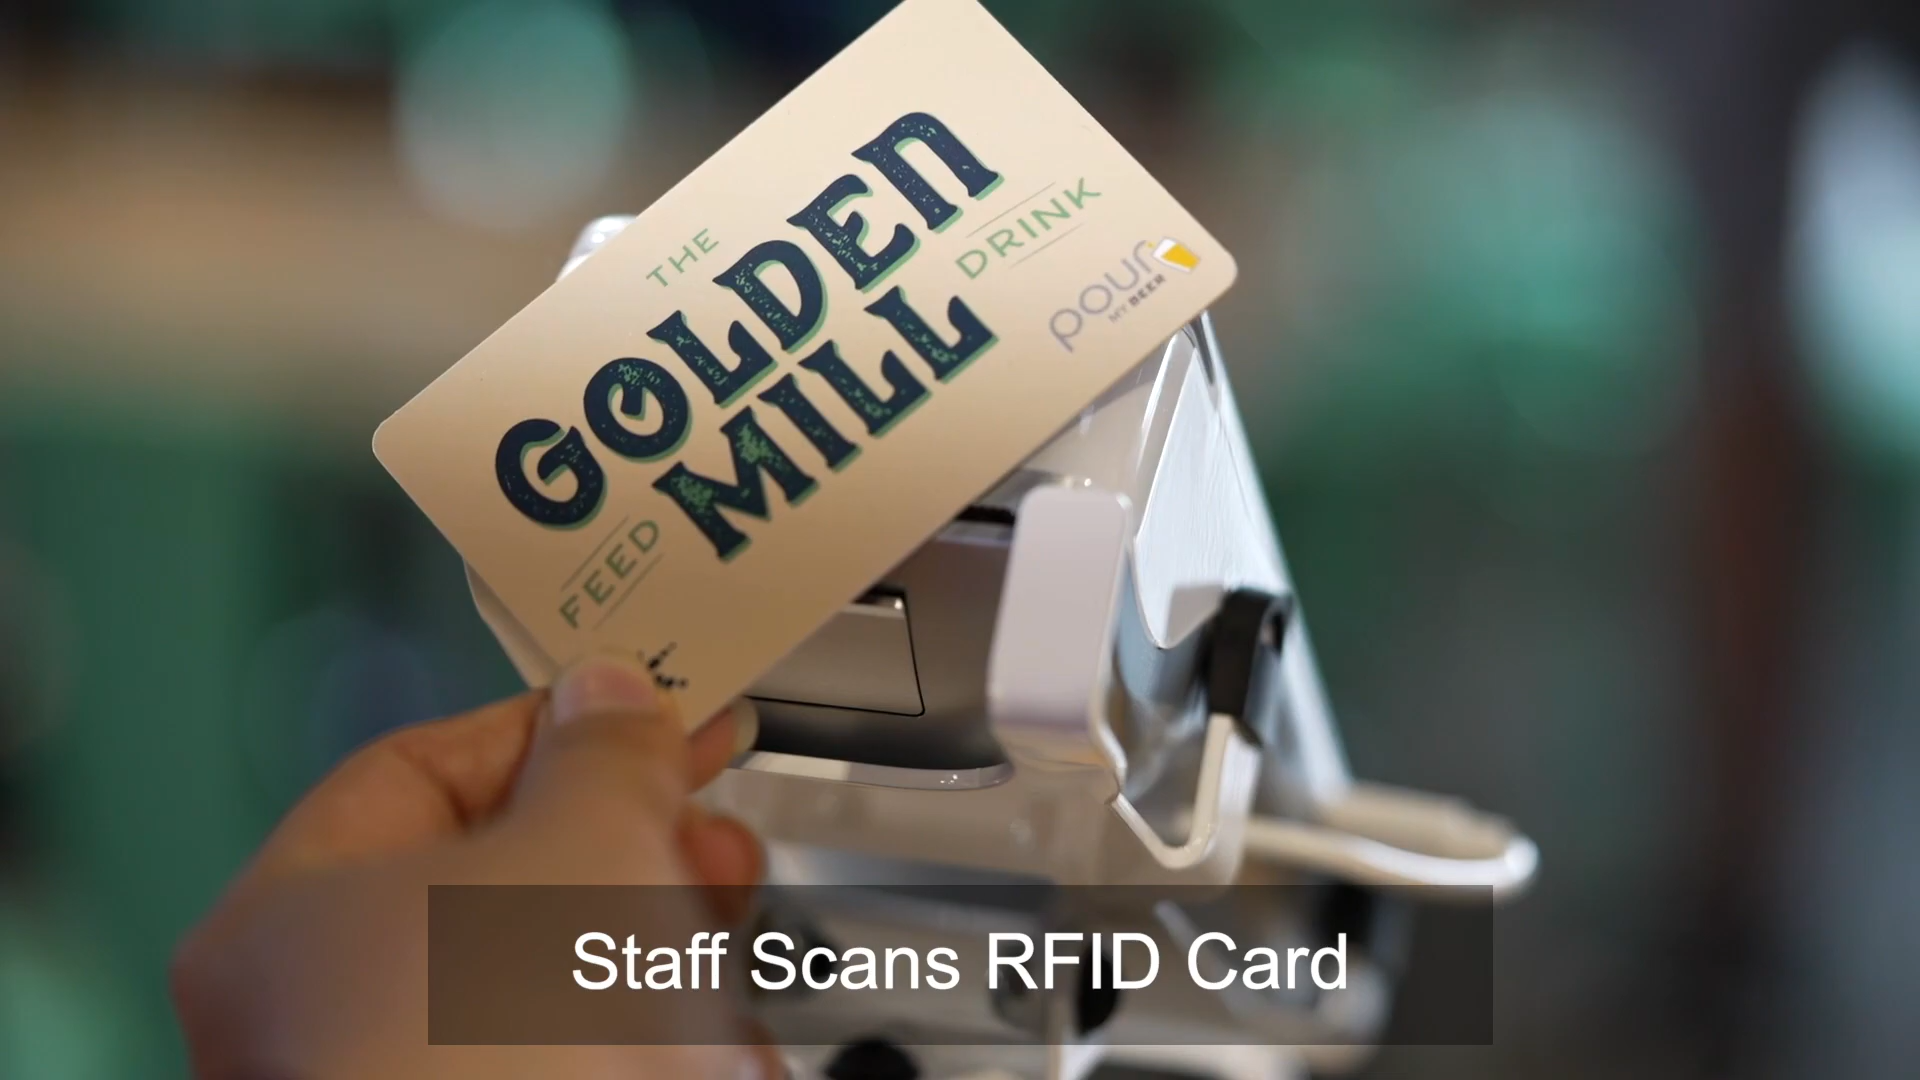 THE
GOLDEN
MILL
FEED
DRINK
pour
MY BEER
Staff Scans RFID Card